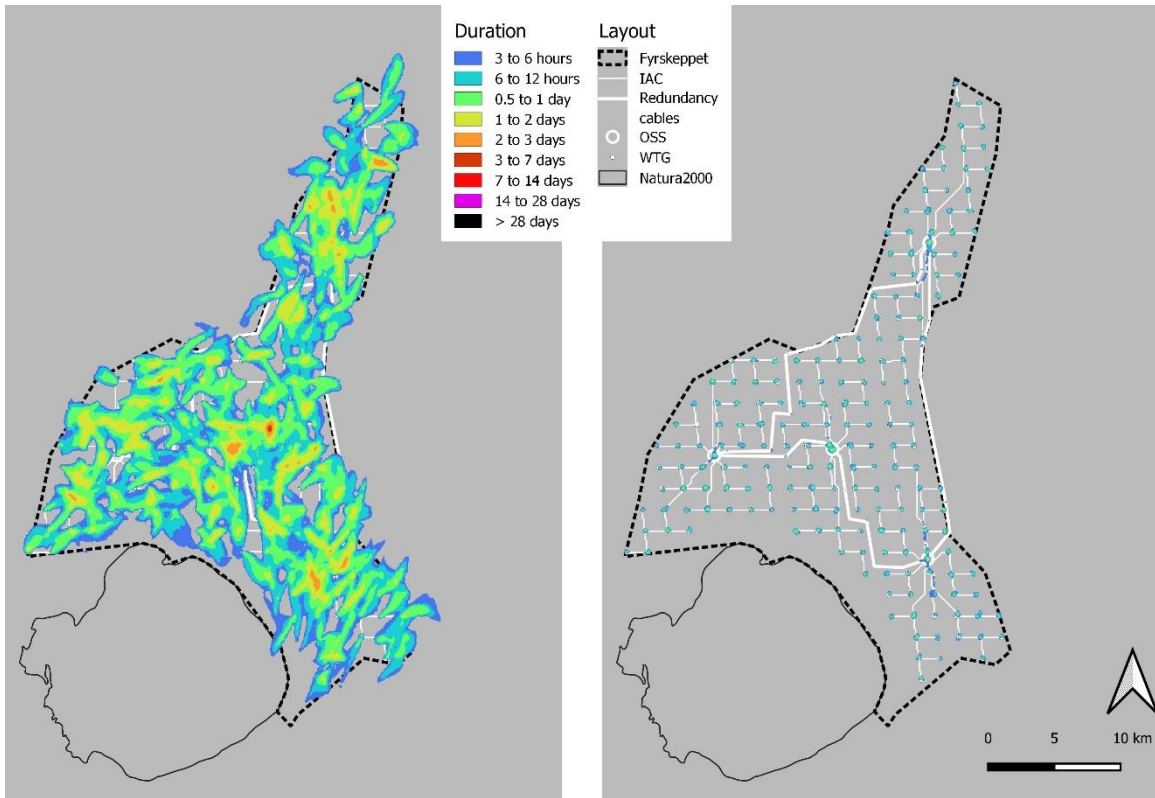 Duration
3 to 6 hours
6 to 12 hours
0.5 to 1 day
1 to 2 days
2 to 3 days
3 to 7 days
7 to 14 days
14 to 28 days
> 28 days
Layout
Fyrskeppet
IAC
Redundancy
cables
OSS
WTG
Natura2000
0 5 10 km